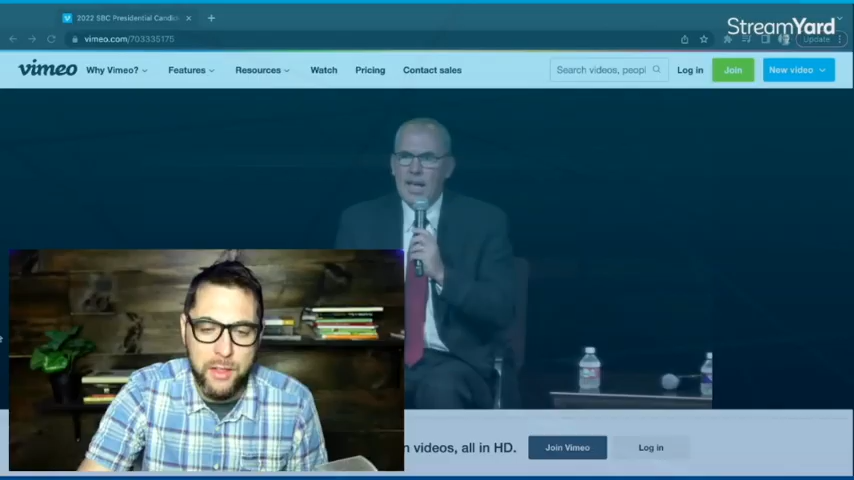 2022 SBC Presidential Candid
StreamYard
vimeo.com/703335175
Update
vimeo
Why Vimeo?
Features
Resources
Watch
Pricing
Contact sales
Search videos, peopl
Log in
Join
New video
n videos, all in HD.
Join Vimeo
Log in